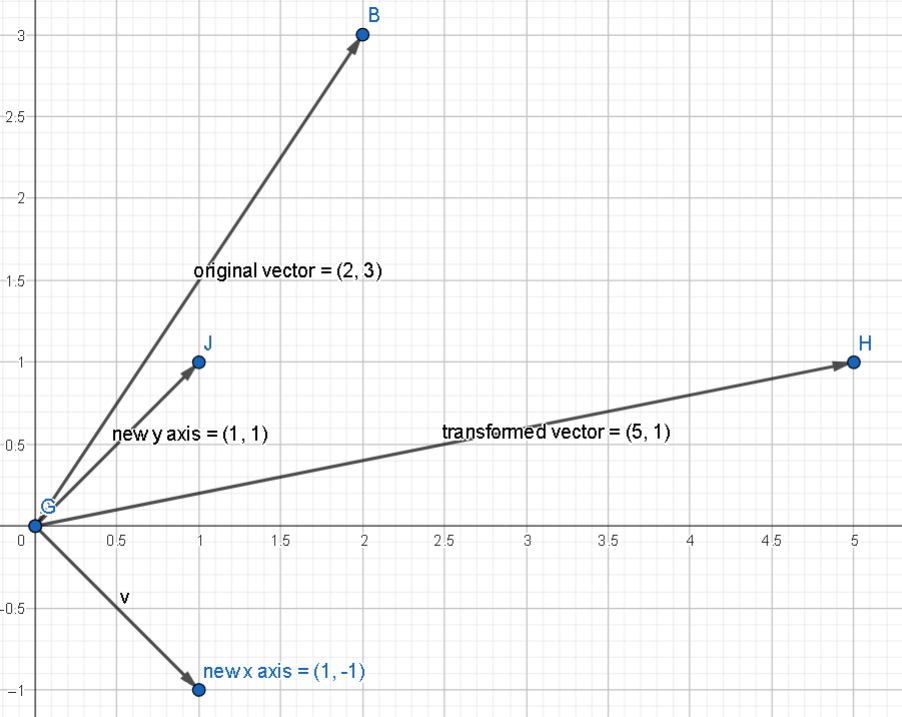 B
3
2.5
2
original vector = (2, 3)
1.5
J
H
1
new y axis = (1, 1)
transformed vector = (5, 1)
0.5
G
0
0.5
1
1.5
2
2.5
3
3.5
4
4.5
5
v
-0.5
new x axis = (1, -1)
-1